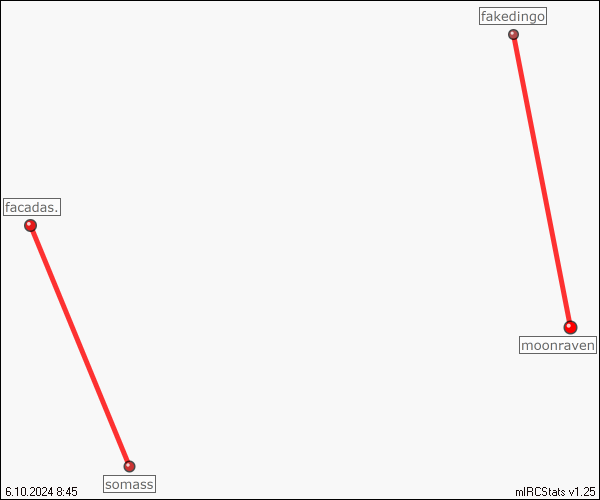 fakedingo
facadas.
moonraven
somass
6.10.2024 8:45
mIRCStats v1.25